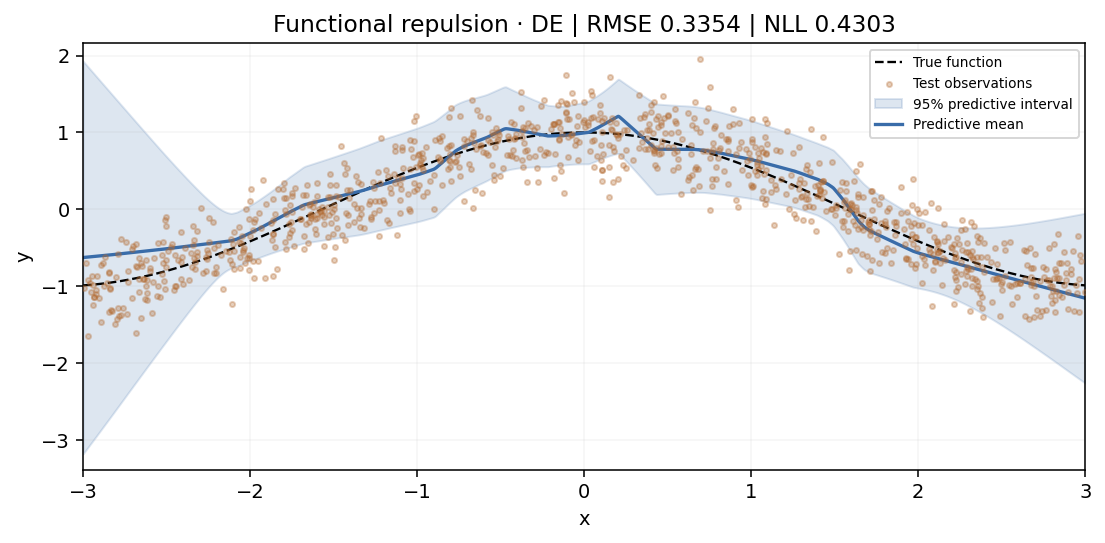 Functional repulsion · DE | RMSE 0.3354 | NLL 0.4303
True function
Test observations
95% predictive interval
Predictive mean
y
2
1
0
−1
−2
−3
−3
−2
−1
0
1
2
3
x